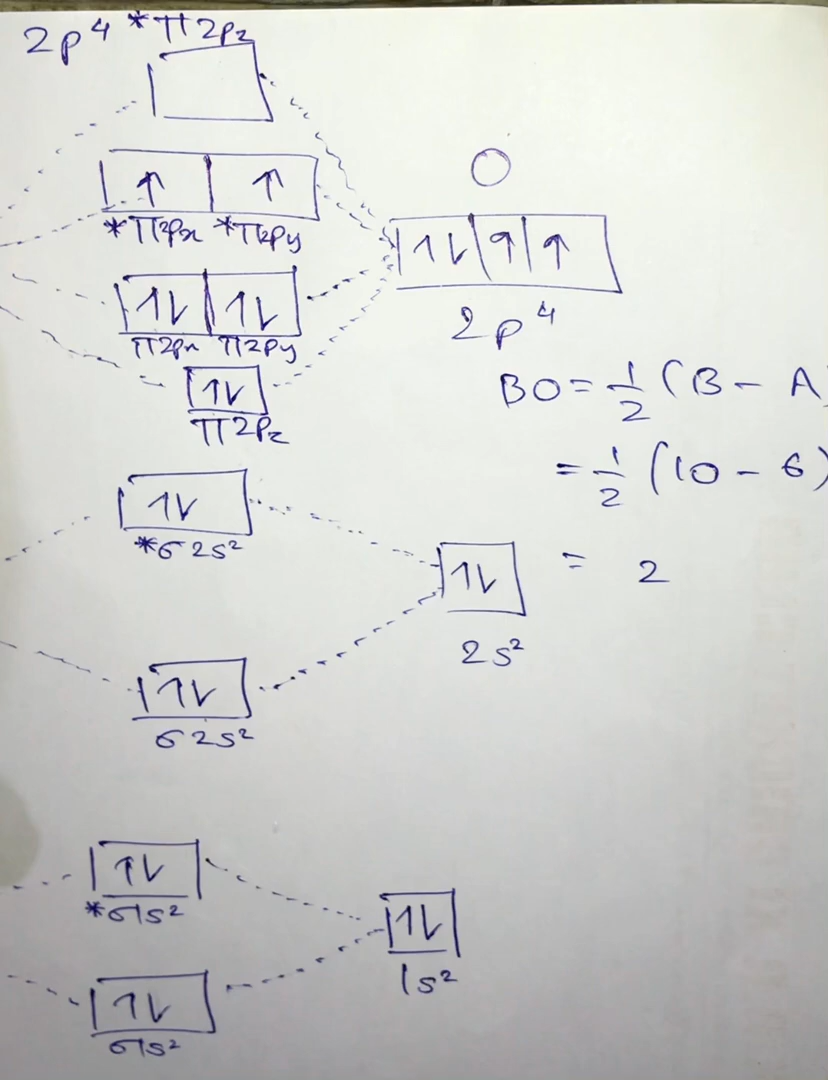 2p⁴ *π2pz
O
↑ ↑
*π2px *π2py
↑↓ ↑ ↑
2p⁴
↑↓ ↑↓
π2px π2py
↑↓
π2pz
BO = 1/2 (B - A)
= 1/2 (10 - 6)
= 2
↑↓
*σ2s²
↑↓
2s²
↑↓
σ2s²
↑↓
*σ1s²
↑↓
1s²
↑↓
σ1s²